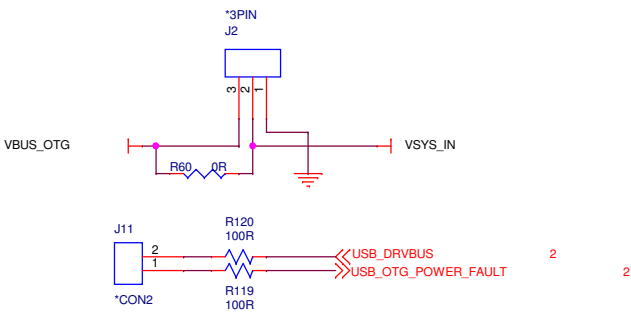 *3PIN
J2
3 2 1
VBUS_OTG
VSYS_IN
R60 0R
J11
R120
100R
2
USB_DRVBUS 2
1
USB_OTG_POWER_FAULT 2
*CON2
R119
100R